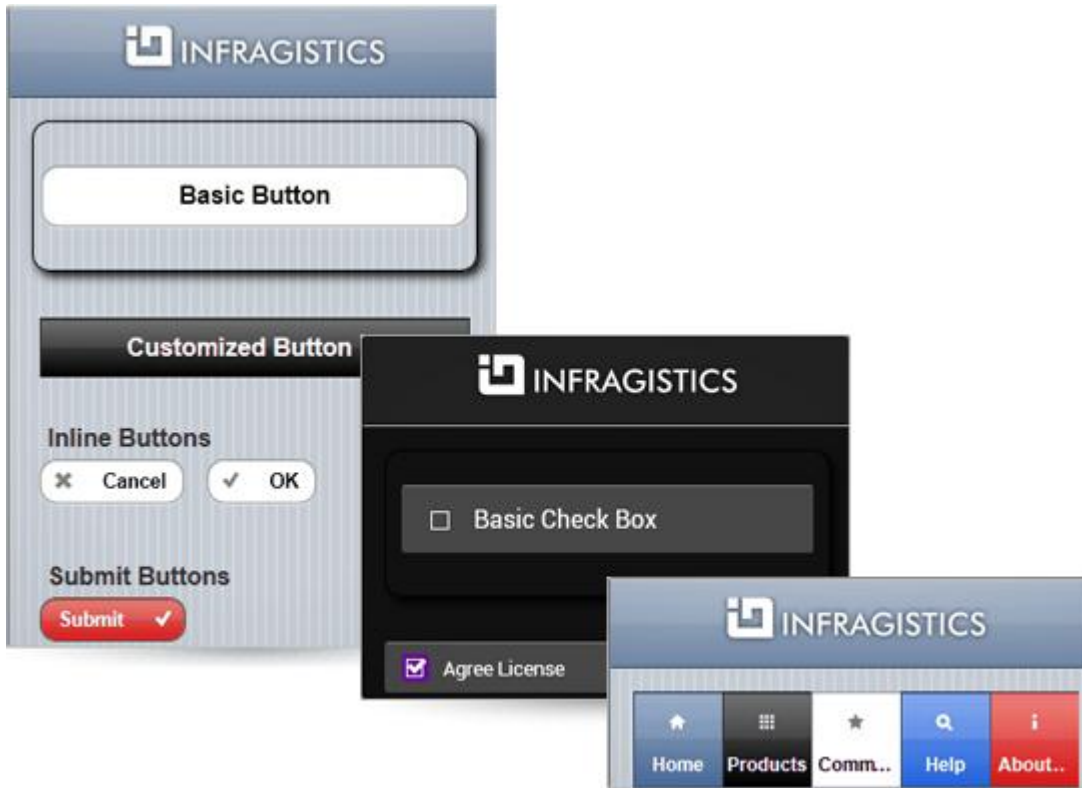 INFRAGISTICS
Basic Button
Customized Button
Inline Buttons
Cancel OK
Submit Buttons
Submit
INFRAGISTICS
Basic Check Box
Agree License
INFRAGISTICS
Home Products Comm... Help About..